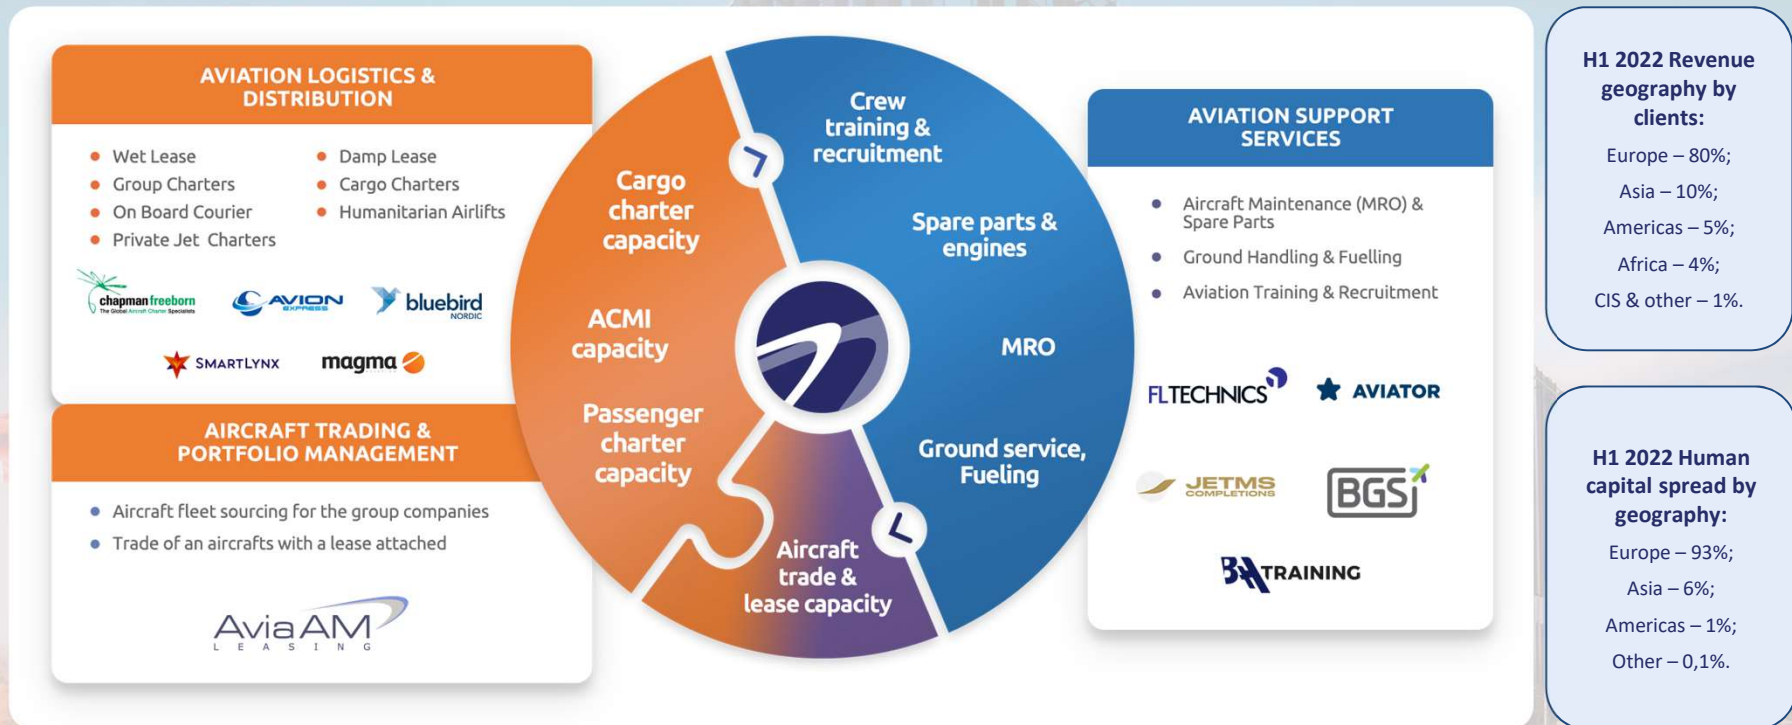 AVIATION LOGISTICS &
DISTRIBUTION
Wet Lease
Group Charters
On Board Courier
Private Jet Charters
Damp Lease
Cargo Charters
Humanitarian Airlifts
chapman freeborn
The Global Aircraft Charter Specialists
AVION
EXPRESS
bluebird
NORDIC
SMARTLYNX
magma
AIRCRAFT TRADING &
PORTFOLIO MANAGEMENT
Aircraft fleet sourcing for the group companies
Trade of an aircrafts with a lease attached
AviaAM
LEASING
Cargo
charter
capacity
ACMI
capacity
Passenger
charter
capacity
Crew
training &
recruitment
Spare parts &
engines
MRO
Ground service,
Fueling
Aircraft
trade &
lease capacity
AVIATION SUPPORT
SERVICES
Aircraft Maintenance (MRO) &
Spare Parts
Ground Handling & Fuelling
Aviation Training & Recruitment
FLTECHNICS
AVIATOR
JETMS
COMPLETIONS
BGS
BAA TRAINING
H1 2022 Revenue
geography by
clients:
Europe – 80%;
Asia – 10%;
Americas – 5%;
Africa – 4%;
CIS & other – 1%.
H1 2022 Human
capital spread by
geography:
Europe – 93%;
Asia – 6%;
Americas – 1%;
Other – 0,1%.